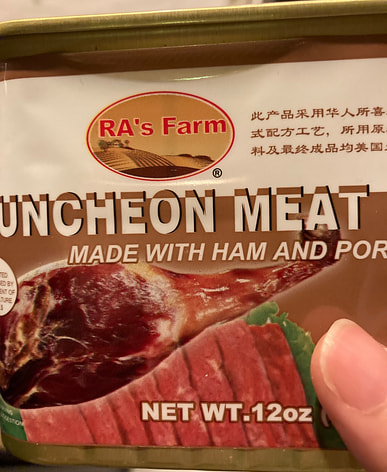 RA's Farm
®
此产品采用华人所喜
式配方工艺，所用原
料及最终成品均美国
UNCHEON MEAT
MADE WITH HAM AND POR
NET WT.12oz (